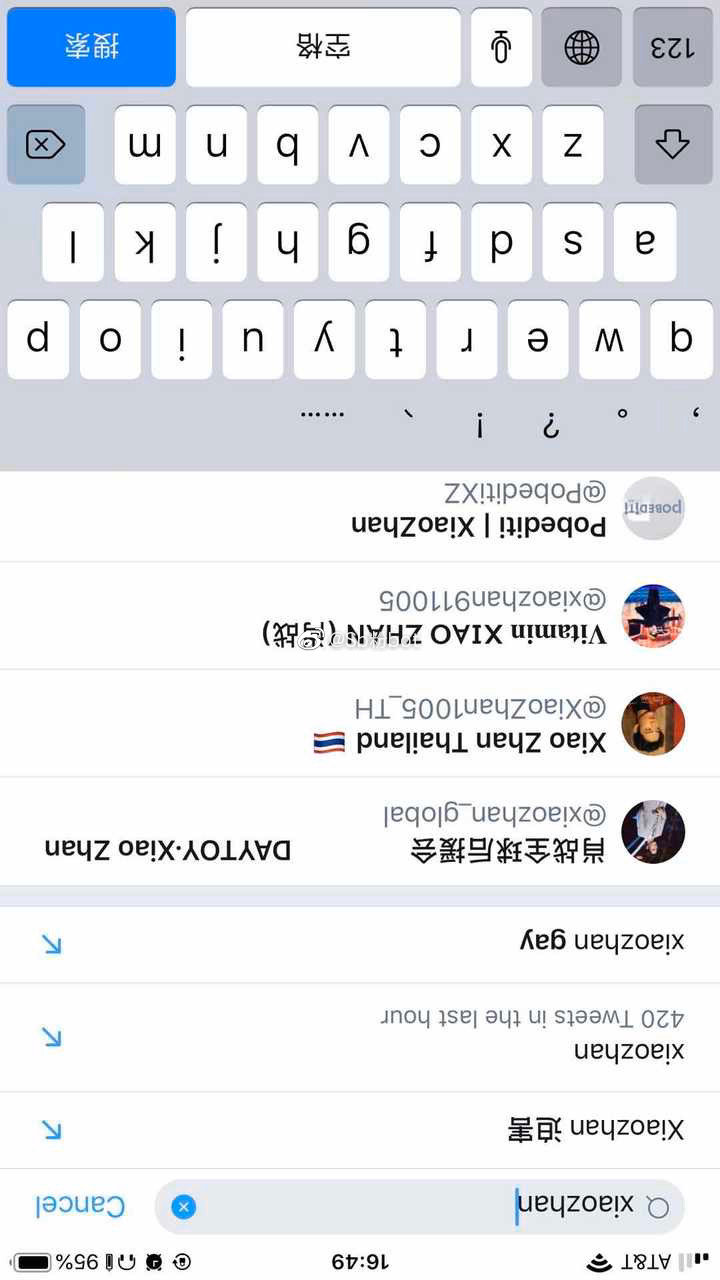 AT&T 16:49 95%
xiaozhan Cancel
Xiaozhan 迫害
xiaozhan
420 Tweets in the last hour
xiaozhan gay
肖战全球后援会 DAYTOY·Xiao Zhan
@xiaozhan_global
Xiao Zhan Thailand
@XiaoZhan1005_TH
Vitamin XIAO ZHAN (肖战)
@xiaozhan911005
POBEDITI
Pobediti | XiaoZhan
@PobeditiXZ
， 。 ？ ！ 、 ……
q w e r t y u i o p
a s d f g h j k l
z x c v b n m
123 空格 搜索